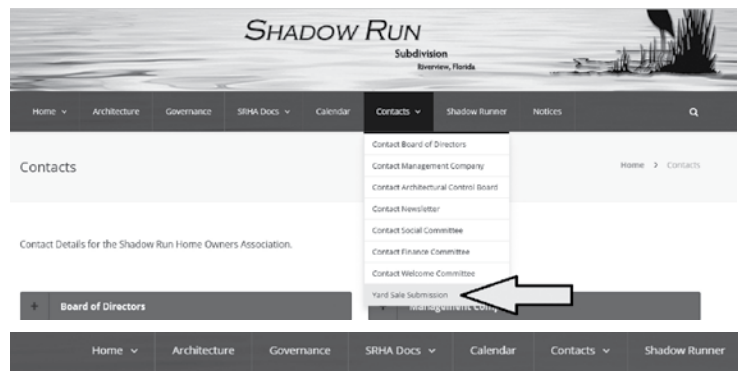 SHADOW RUN
Subdivision
Riverview, Florida
Home Architecture Governance SRHA Docs Calendar Contacts Shadow Runner Notices
Contact Board of Directors
Contacts
Contact Management Company
Home > Contacts
Contact Architectural Control Board
Contact Newsletter
Contact Social Committee
Contact Details for the Shadow Run Home Owners Association.
Contact Finance Committee
Contact Welcome Committee
Yard Sale Submission
+ Board of Directors
+ Management Comp
Home Architecture Governance SRHA Docs Calendar Contacts Shadow Runner